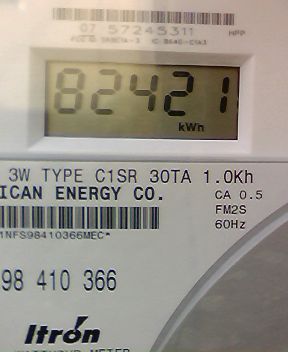 07 57245311
82421
kWh
3W TYPE C1SR 30TA 1.0Kh
ICAN ENERGY CO.
CA 0.5
FM2S
60Hz
1NFS98410366MEC*
98 410 366
Itrón